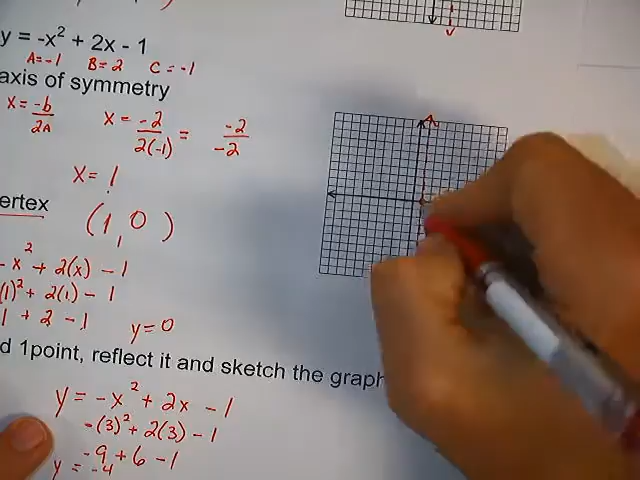 y = -x² + 2x - 1
A=-1 B=2 C=-1
axis of symmetry
x = -b/2A x = -2/2(-1) = -2/-2
x = 1
ertex (1, 0)
-x² + 2(x) - 1
(1)² + 2(1) - 1
1 + 2 - 1 y = 0
d 1point, reflect it and sketch the graph
y = -x² + 2x - 1
-(3)² + 2(3) - 1
-9 + 6 - 1
y = -4